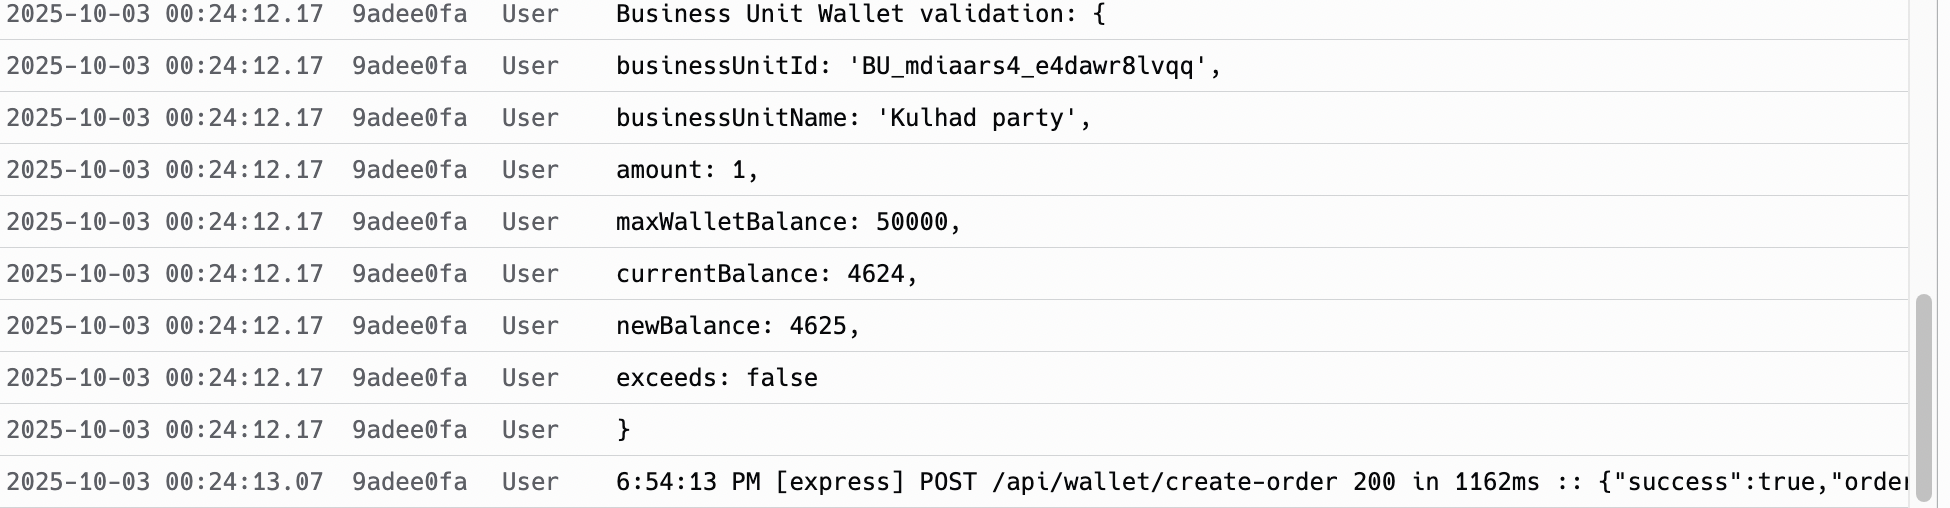 2025-10-03 00:24:12.17 9adee0fa User Business Unit Wallet validation: {
2025-10-03 00:24:12.17 9adee0fa User businessUnitId: 'BU_mdiaars4_e4dawr8lvqq',
2025-10-03 00:24:12.17 9adee0fa User businessUnitName: 'Kulhad party',
2025-10-03 00:24:12.17 9adee0fa User amount: 1,
2025-10-03 00:24:12.17 9adee0fa User maxWalletBalance: 50000,
2025-10-03 00:24:12.17 9adee0fa User currentBalance: 4624,
2025-10-03 00:24:12.17 9adee0fa User newBalance: 4625,
2025-10-03 00:24:12.17 9adee0fa User exceeds: false
2025-10-03 00:24:12.17 9adee0fa User }
2025-10-03 00:24:13.07 9adee0fa User 6:54:13 PM [express] POST /api/wallet/create-order 200 in 1162ms :: {"success":true,"order